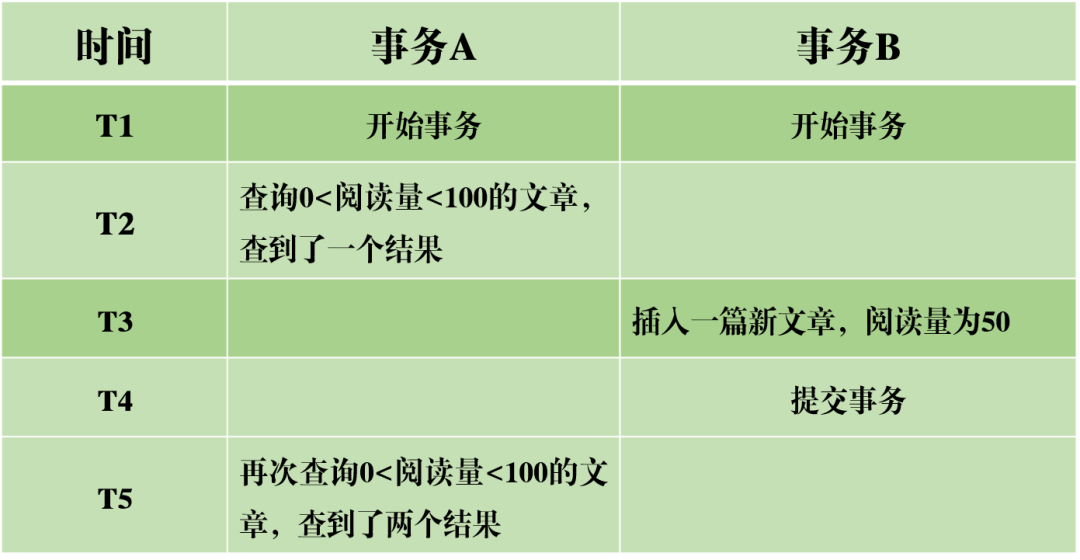 时间 事务A 事务B
T1 开始事务 开始事务
T2 查询0<阅读量<100的文章，
查到了一个结果
T3 插入一篇新文章，阅读量为50
T4 提交事务
T5 再次查询0<阅读量<100的文
章，查到了两个结果